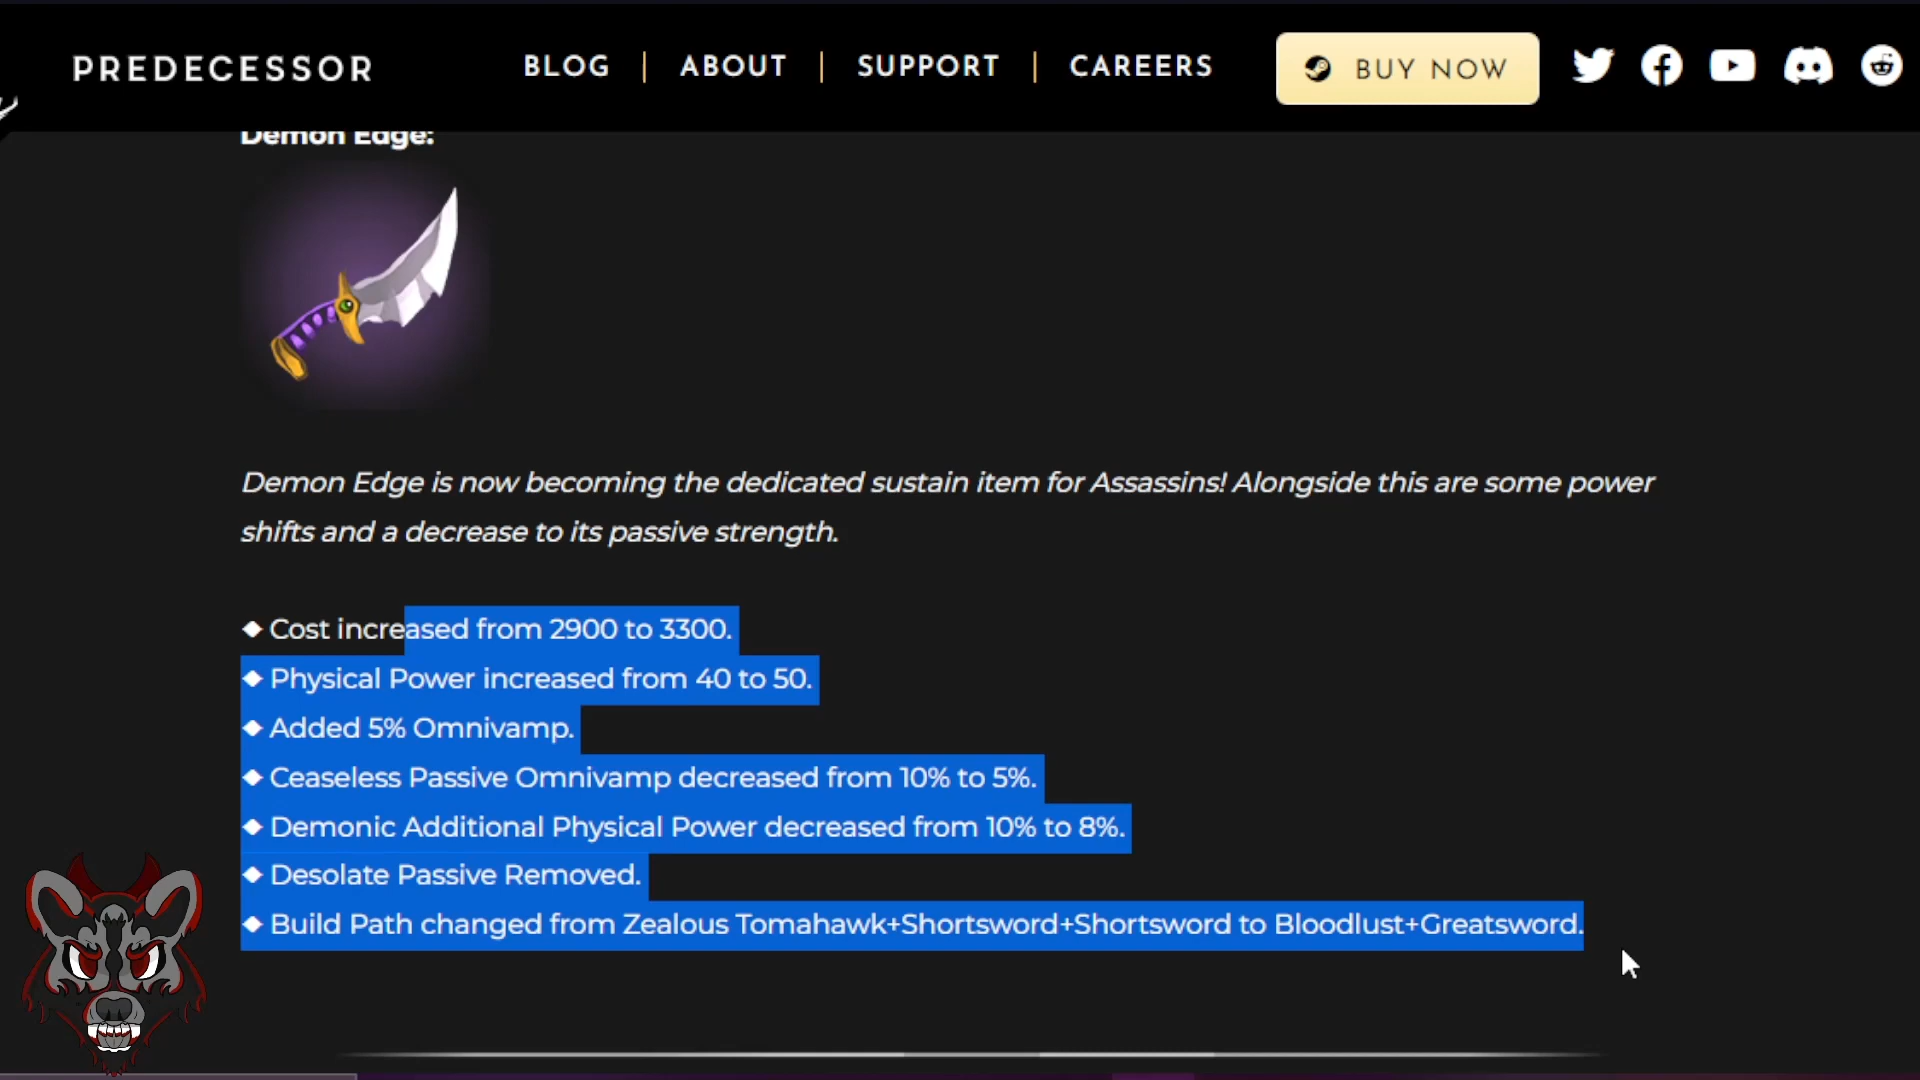 PREDECESSOR BLOG | ABOUT | SUPPORT | CAREERS BUY NOW
Demon Edge:
Demon Edge is now becoming the dedicated sustain item for Assassins! Alongside this are some power
shifts and a decrease to its passive strength.
◆ Cost increased from 2900 to 3300.
◆ Physical Power increased from 40 to 50.
◆ Added 5% Omnivamp.
◆ Ceaseless Passive Omnivamp decreased from 10% to 5%.
◆ Demonic Additional Physical Power decreased from 10% to 8%.
◆ Desolate Passive Removed.
◆ Build Path changed from Zealous Tomahawk+Shortsword+Shortsword to Bloodlust+Greatsword.